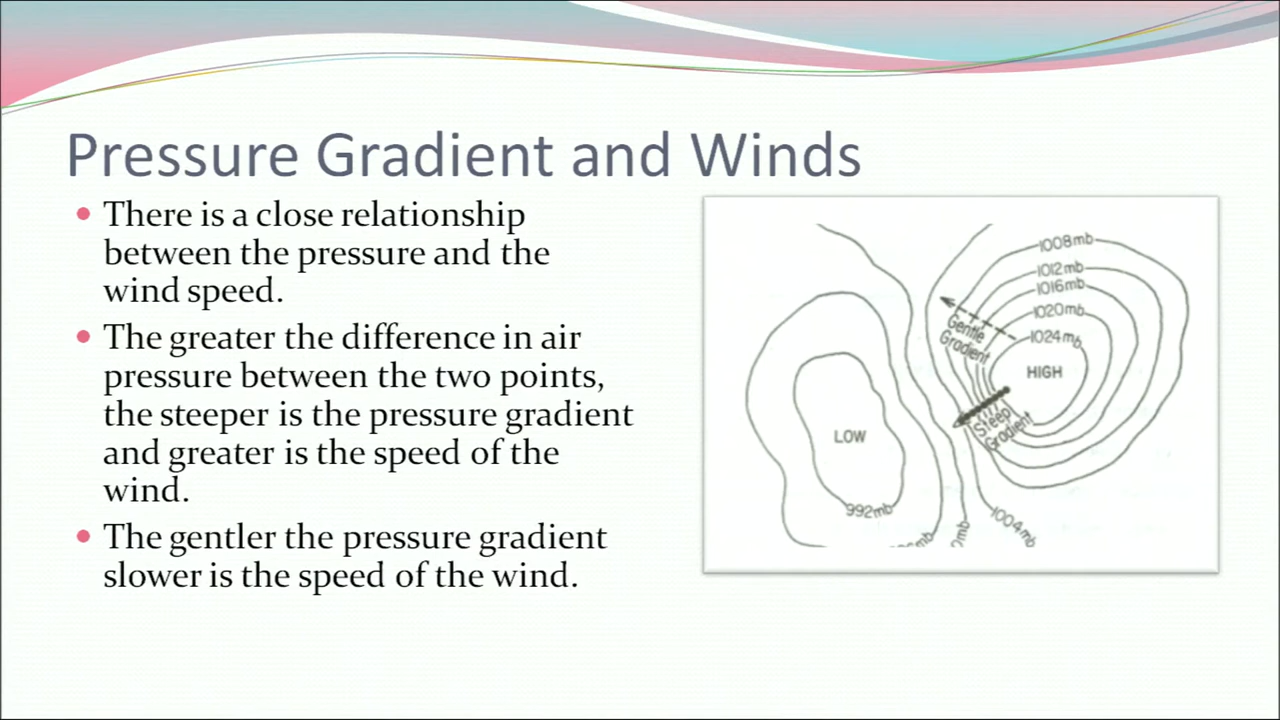 Pressure Gradient and Winds
• There is a close relationship
between the pressure and the
wind speed.
• The greater the difference in air
pressure between the two points,
the steeper is the pressure gradient
and greater is the speed of the
wind.
• The gentler the pressure gradient
slower is the speed of the wind.
1008mb
1012mb
1016mb
1020mb
1024mb
HIGH
Gentle
Gradient
Steep
Gradient
LOW
992mb
1004mb